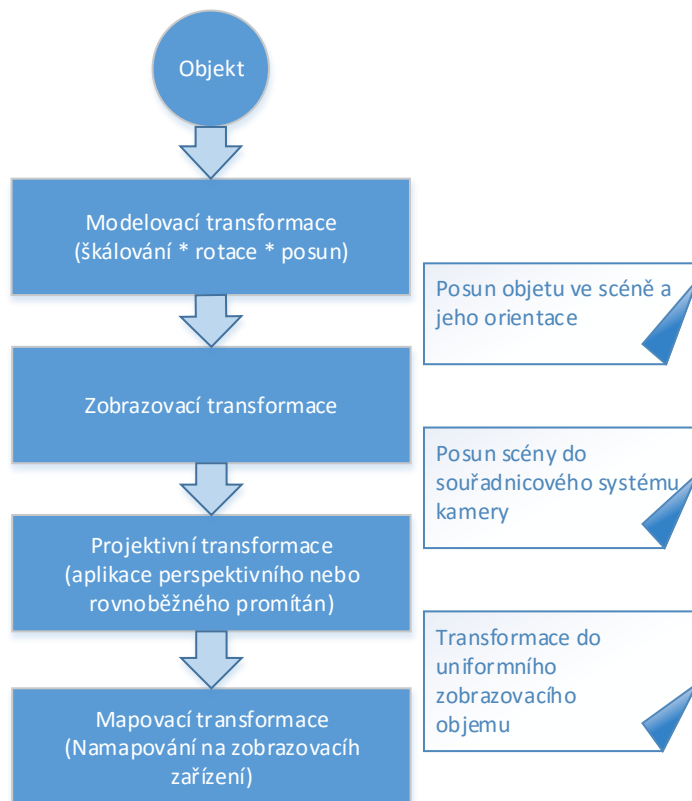 Objekt
Modelovací transformace
(škálování * rotace * posun)
Posun objetu ve scéně a
jeho orientace
Zobrazovací transformace
Posun scény do
souřadnicového systému
kamery
Projektivní transformace
(aplikace perspektivního nebo
rovnoběžného promítán)
Transformace do
uniformního
zobrazovacího
objemu
Mapovací transformace
(Namapování na zobrazovacíh
zařízení)